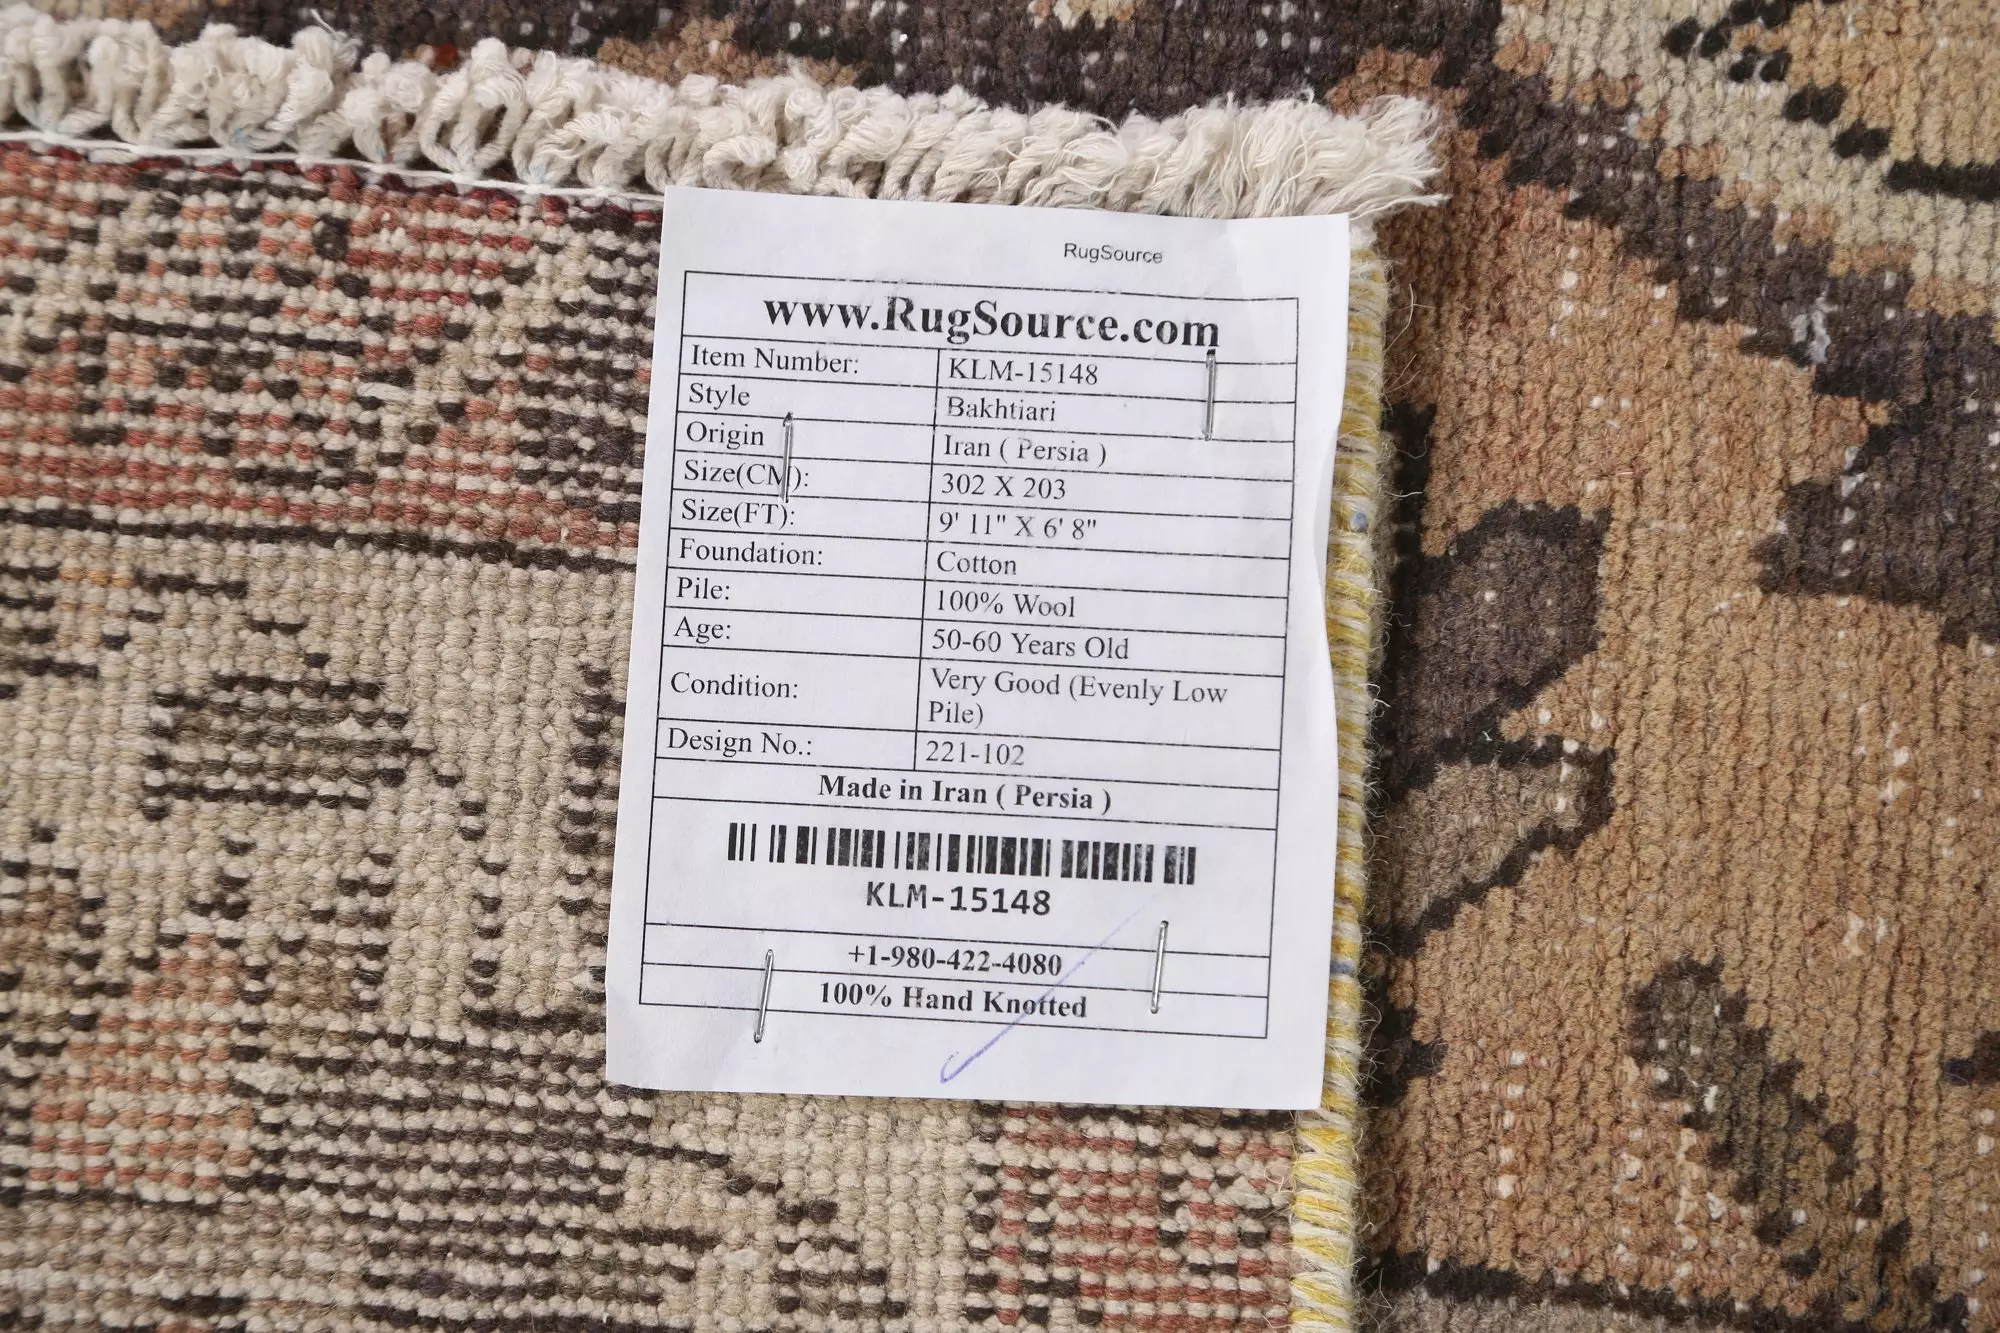 RugSource
www.RugSource.com
Item Number: KLM-15148
Style Bakhtiari
Origin Iran ( Persia )
Size(CM): 302 X 203
Size(FT): 9' 11" X 6' 8"
Foundation: Cotton
Pile: 100% Wool
Age: 50-60 Years Old
Condition: Very Good (Evenly Low
Pile)
Design No.: 221-102
Made in Iran ( Persia )
KLM-15148
+1-980-422-4080
100% Hand Knotted